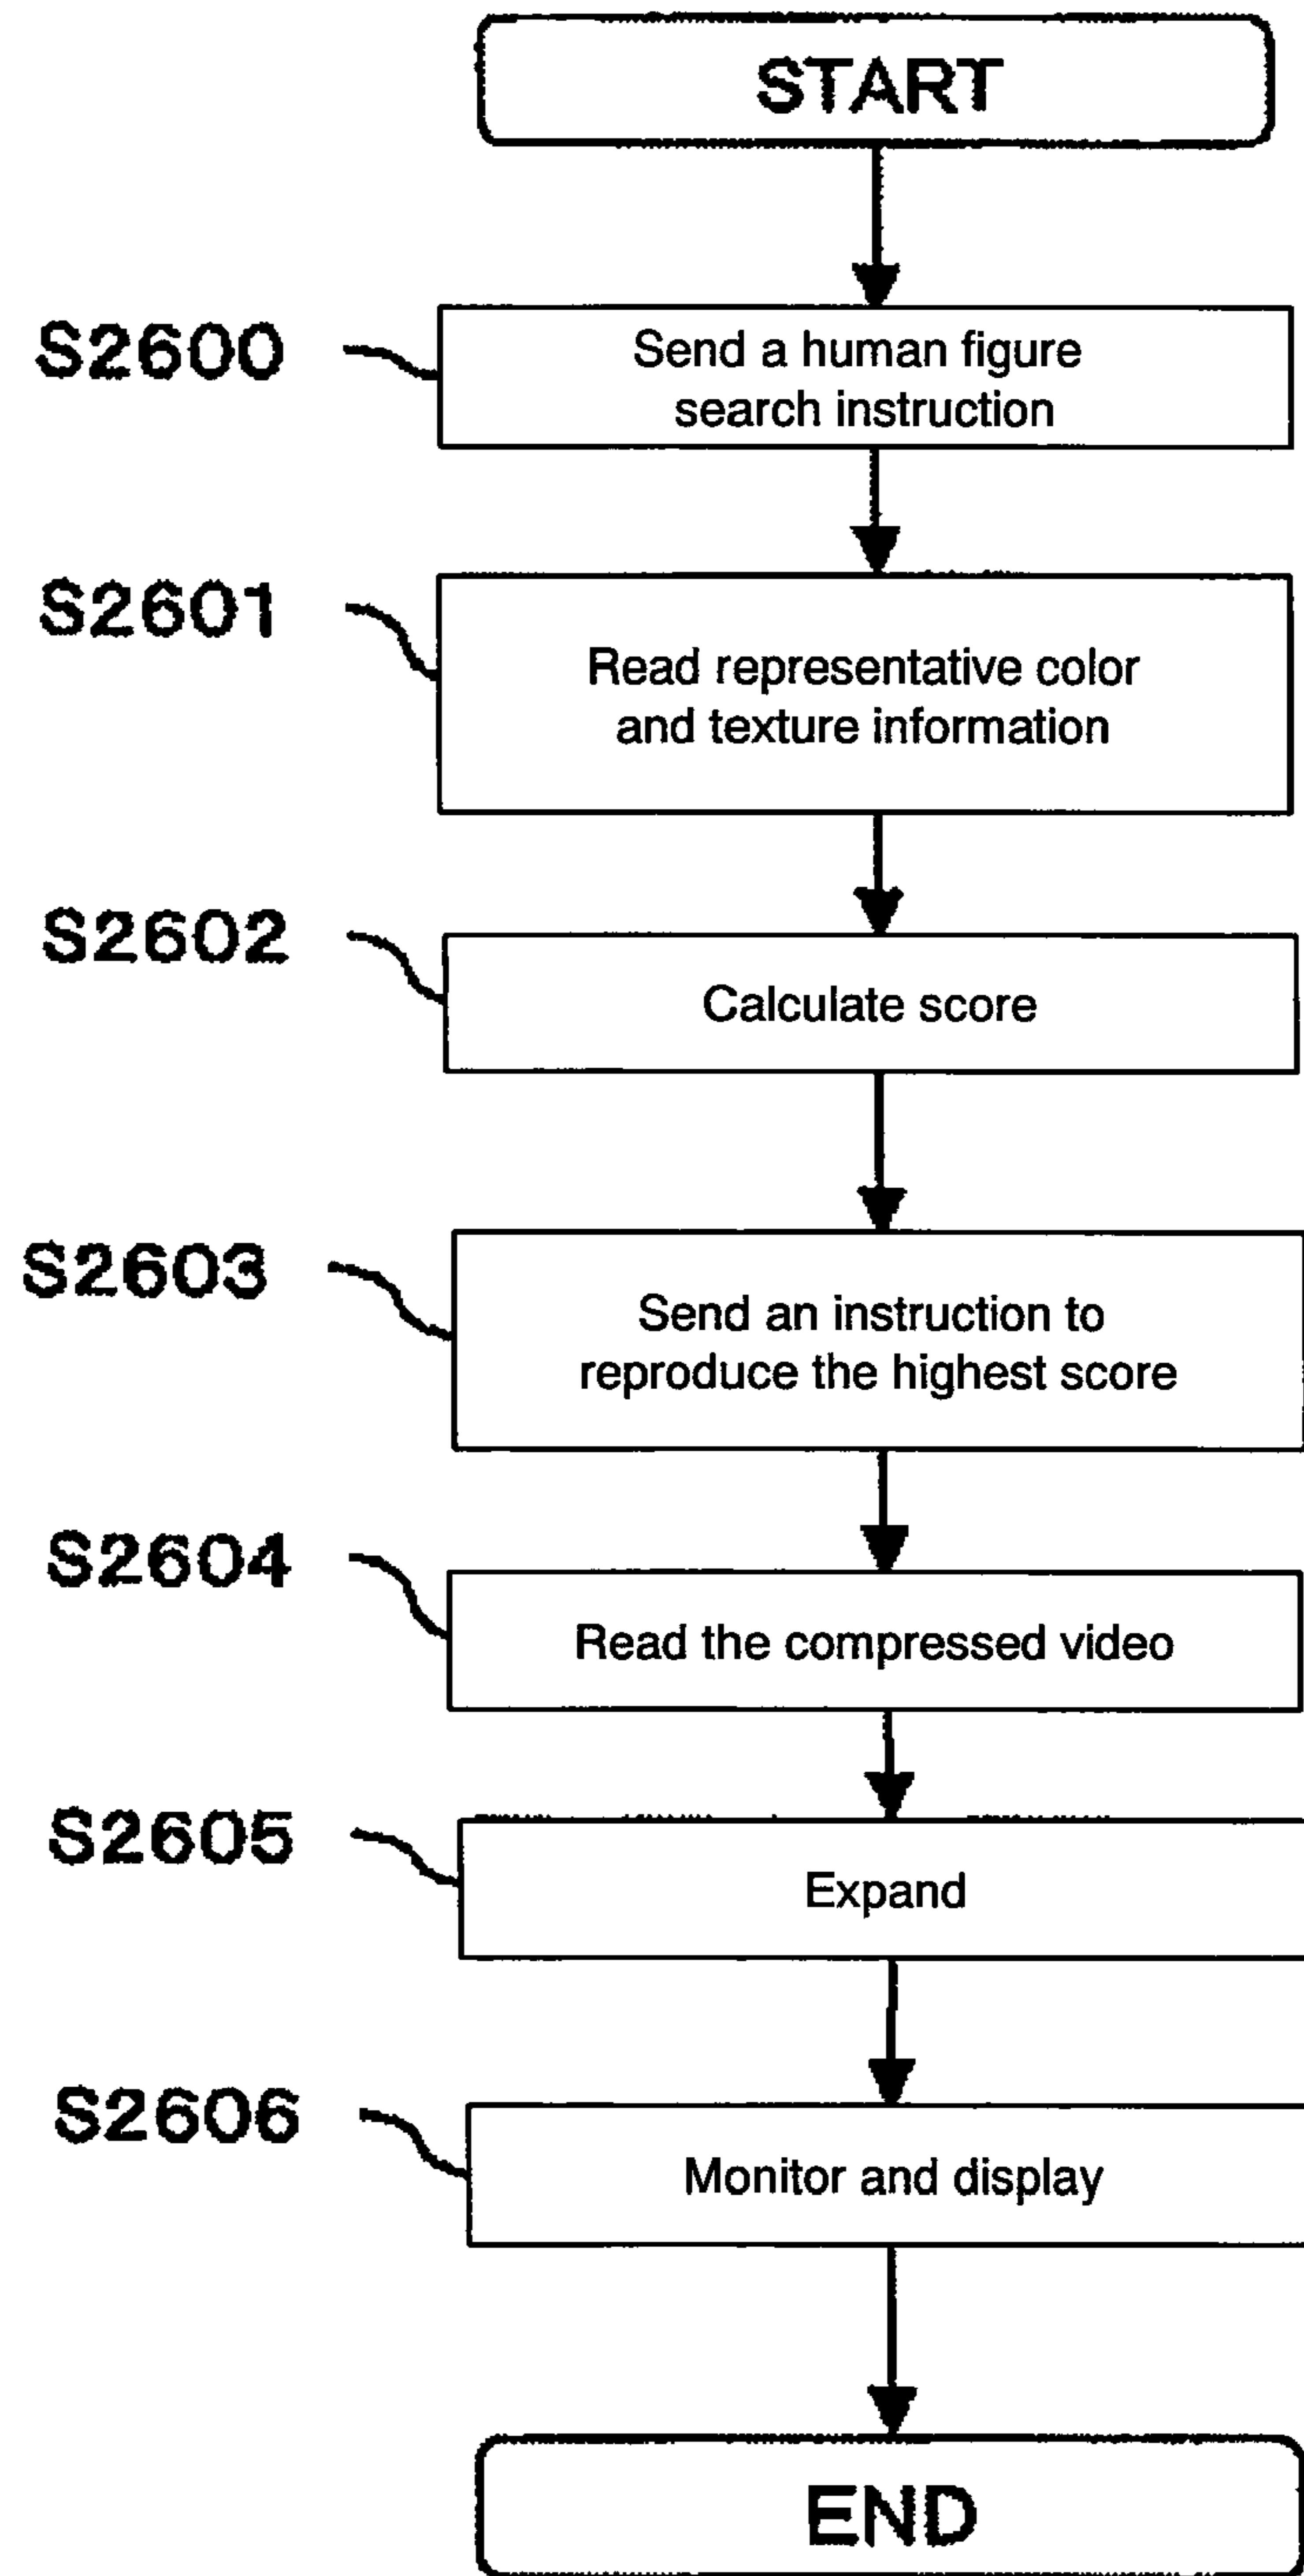 START
S2600
Send a human figure
search instruction
S2601
Read representative color
and texture information
S2602
Calculate score
S2603
Send an instruction to
reproduce the highest score
S2604
Read the compressed video
S2605
Expand
S2606
Monitor and display
END